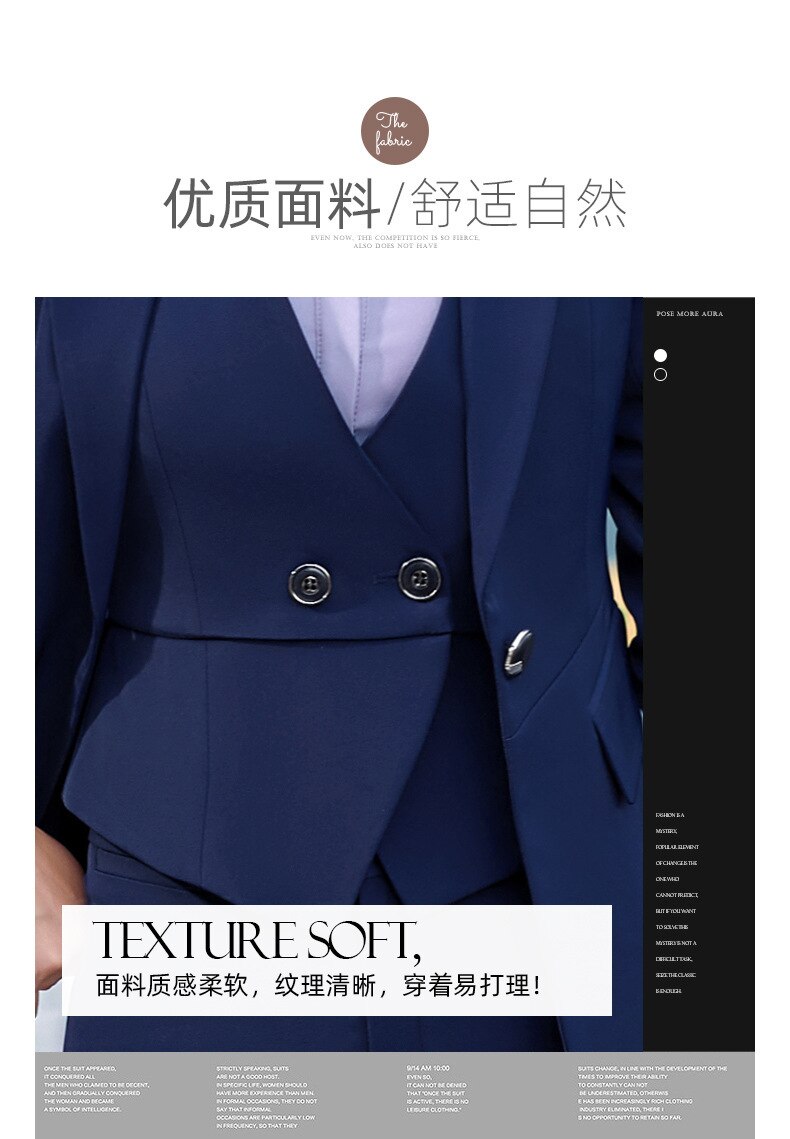 The
fabric
优质面料/舒适自然
EVEN NOW, THE COMPETITION IS SO FIERCE,
ALSO DOES NOT HAVE
POSE MORE AURA
FASHION IS A
MYSTERY,
POPULAR ELEMENT
OF CHANGE IS THE
ONE WHO
CANNOT PREDICT,
BUT IF YOU WANT
TO SOLVE THIS
MYSTERY IS NOT A
DIFFICULT TASK,
SEIZE THE CLASSIC
IS ENOUGH.
TEXTURE SOFT,
面料质感柔软，纹理清晰，穿着易打理！
ONCE THE SUIT APPEARED,
IT CONQUERED ALL
THE MEN WHO CLAIMED TO BE DECENT,
AND THEN GRADUALLY CONQUERED
THE WOMAN AND BECAME
A SYMBOL OF INTELLIGENCE.
STRICTLY SPEAKING, SUITS
ARE NOT A GOOD HOST.
IN SPECIFIC LIFE, WOMEN SHOULD
HAVE MORE EXPERIENCE THAN MEN.
IN FORMAL OCCASIONS, THEY DO NOT
SAY THAT INFORMAL
OCCASIONS ARE PARTICULARLY LOW
IN FREQUENCY, SO THAT THEY
9/14 AM 10:00
EVEN SO,
IT CAN NOT BE DENIED
THAT "ONCE THE SUIT
IS ACTIVE, THERE IS NO
LEISURE CLOTHING."
SUITS CHANGE, IN LINE WITH THE DEVELOPMENT OF THE
TIMES TO IMPROVE THEIR ABILITY
TO CONSTANTLY CAN NOT
BE UNDERESTIMATED, OTHERWIS
E HAS BEEN INCREASINGLY RICH CLOTHING
INDUSTRY ELIMINATED, THERE I
S NO OPPORTUNITY TO RETAIN SO FAR.